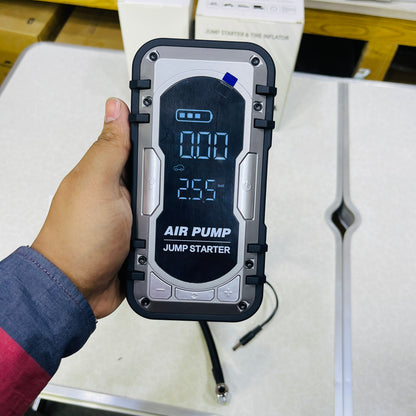 JUMP STARTER & TIRE INFLATOR
0.00
2.55
AIR PUMP
JUMP STARTER